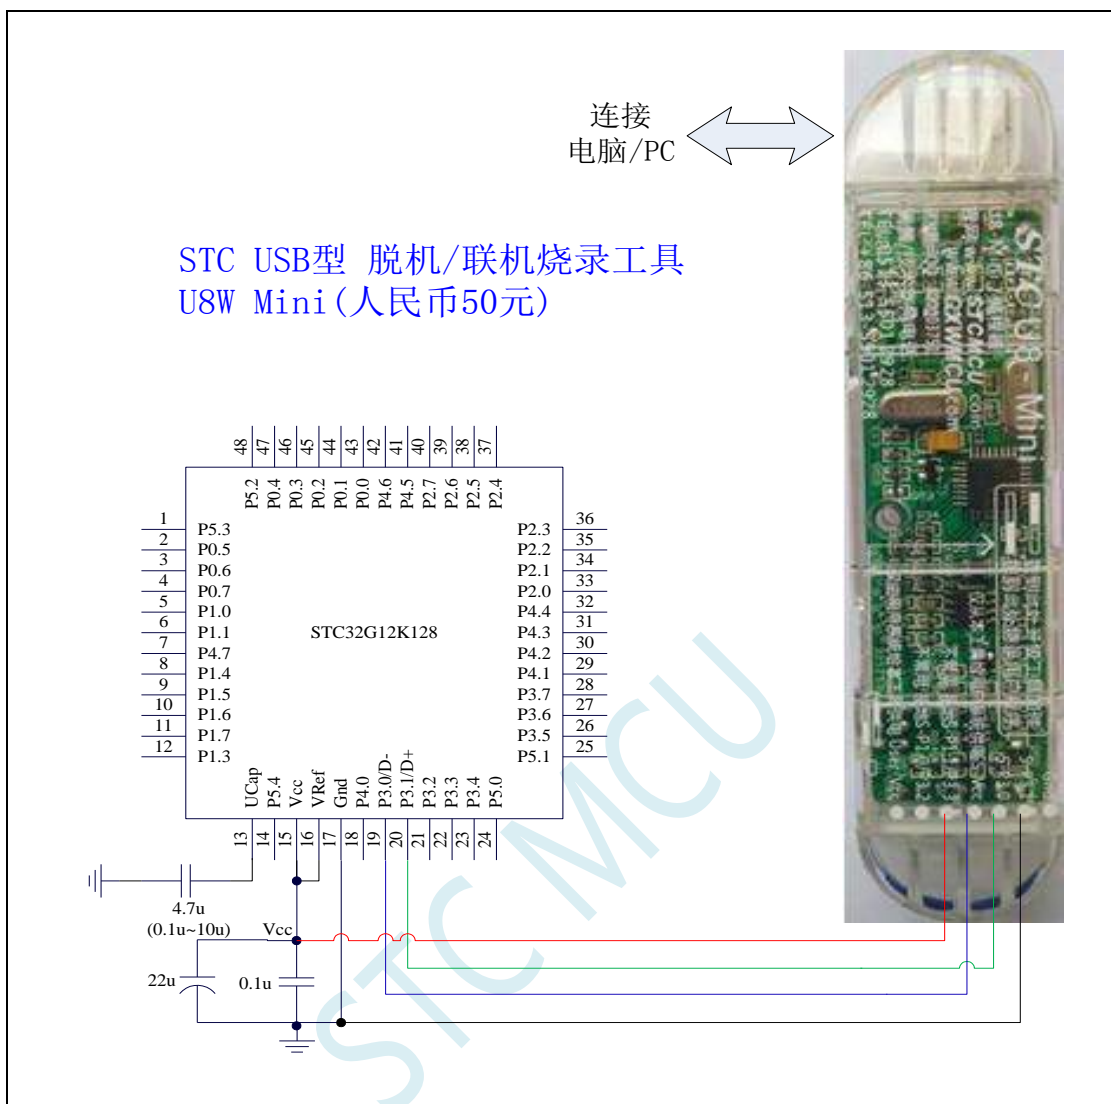 连接
电脑/PC
STC USB型 脱机/联机烧录工具
U8W Mini(人民币50元)
STC U8 Mini
48 47 46 45 44 43 42 41 40 39 38 37
P5.2 P0.4 P0.3 P0.2 P0.1 P0.0 P4.6 P4.5 P2.7 P2.6 P2.5 P2.4
1 P5.3
2 P0.5
3 P0.6
4 P0.7
5 P1.0
6 P1.1
7 P4.7
8 P1.4
9 P1.5
10 P1.6
11 P1.7
12 P1.3
STC32G12K128
P2.3 36
P2.2 35
P2.1 34
P2.0 33
P4.4 32
P4.3 31
P4.2 30
P4.1 29
P3.7 28
P3.6 27
P3.5 26
P5.1 25
UCap P5.4 Vcc VRef Gnd P4.0 P3.0/D- P3.1/D+ P3.2 P3.3 P3.4 P5.0
13 14 15 16 17 18 19 20 21 22 23 24
4.7u
(0.1u~10u)
Vcc
22u
0.1u
STC MCU